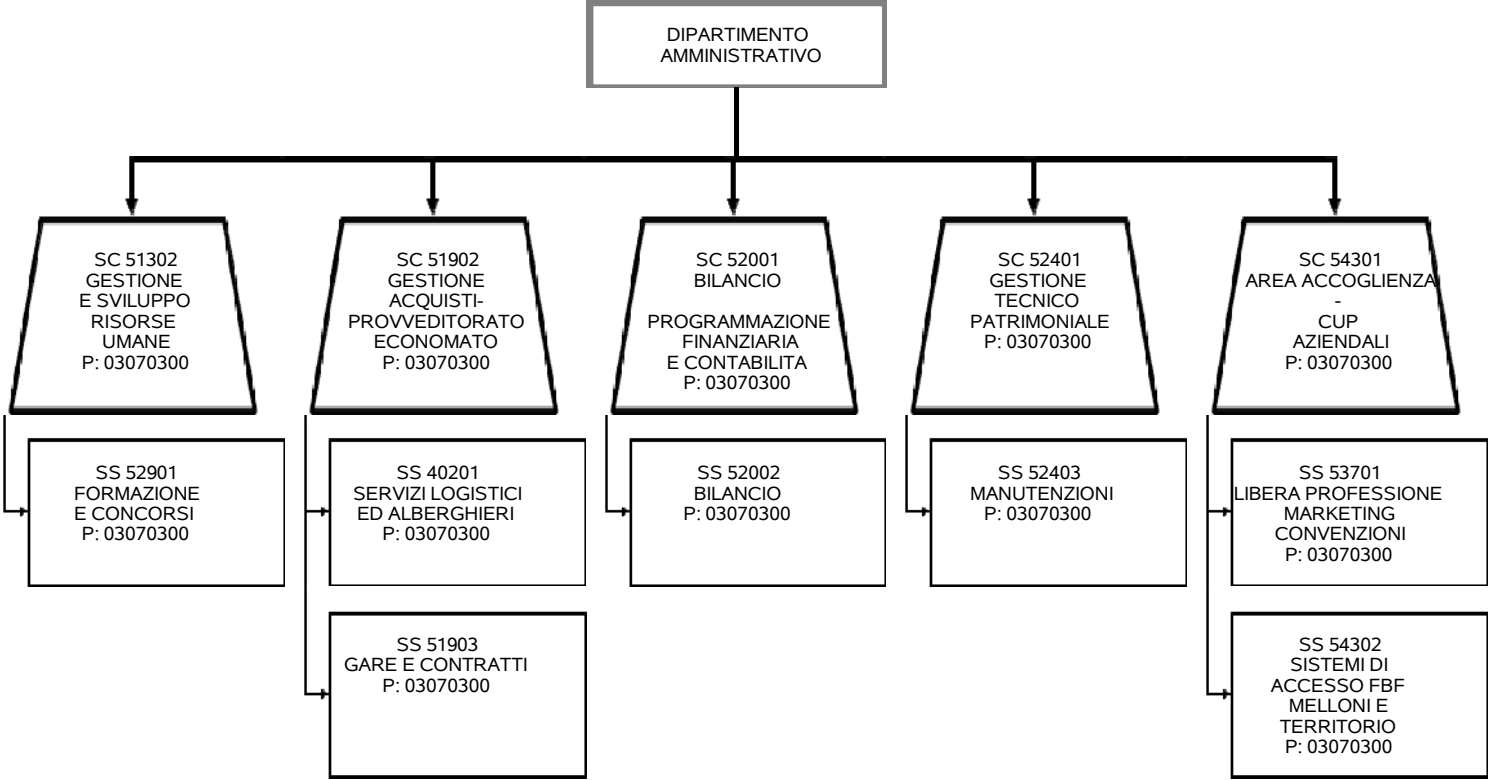 DIPARTIMENTO
AMMINISTRATIVO
SC 51302
GESTIONE
E SVILUPPO
RISORSE
UMANE
P: 03070300
SC 51902
GESTIONE
ACQUISTI-
PROVVEDITORATO
ECONOMATO
P: 03070300
SC 52001
BILANCIO
PROGRAMMAZIONE
FINANZIARIA
E CONTABILITA
P: 03070300
SC 52401
GESTIONE
TECNICO
PATRIMONIALE
P: 03070300
SC 54301
AREA ACCOGLIENZA
-
CUP
AZIENDALI
P: 03070300
SS 52901
FORMAZIONE
E CONCORSI
P: 03070300
SS 40201
SERVIZI LOGISTICI
ED ALBERGHIERI
P: 03070300
SS 52002
BILANCIO
P: 03070300
SS 52403
MANUTENZIONI
P: 03070300
SS 53701
LIBERA PROFESSIONE
MARKETING
CONVENZIONI
P: 03070300
SS 51903
GARE E CONTRATTI
P: 03070300
SS 54302
SISTEMI DI
ACCESSO FBF
MELLONI E
TERRITORIO
P: 03070300